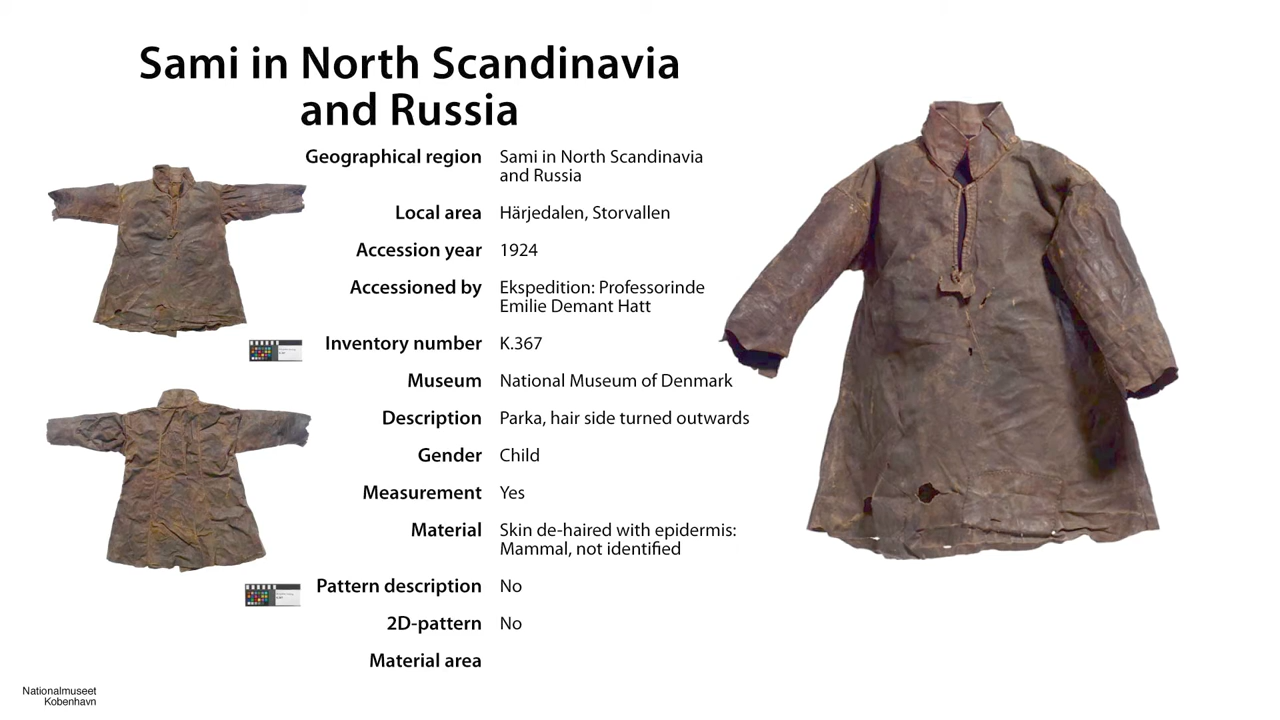 Sami in North Scandinavia
and Russia
Geographical region Sami in North Scandinavia
and Russia
Local area Härjedalen, Storvallen
Accession year 1924
Accessioned by Ekspedition: Professorinde
Emilie Demant Hatt
Inventory number K.367
Museum National Museum of Denmark
Description Parka, hair side turned outwards
Gender Child
Measurement Yes
Material Skin de-haired with epidermis:
Mammal, not identified
Pattern description No
2D-pattern No
Material area
Nationalmuseet
Kobenhavn